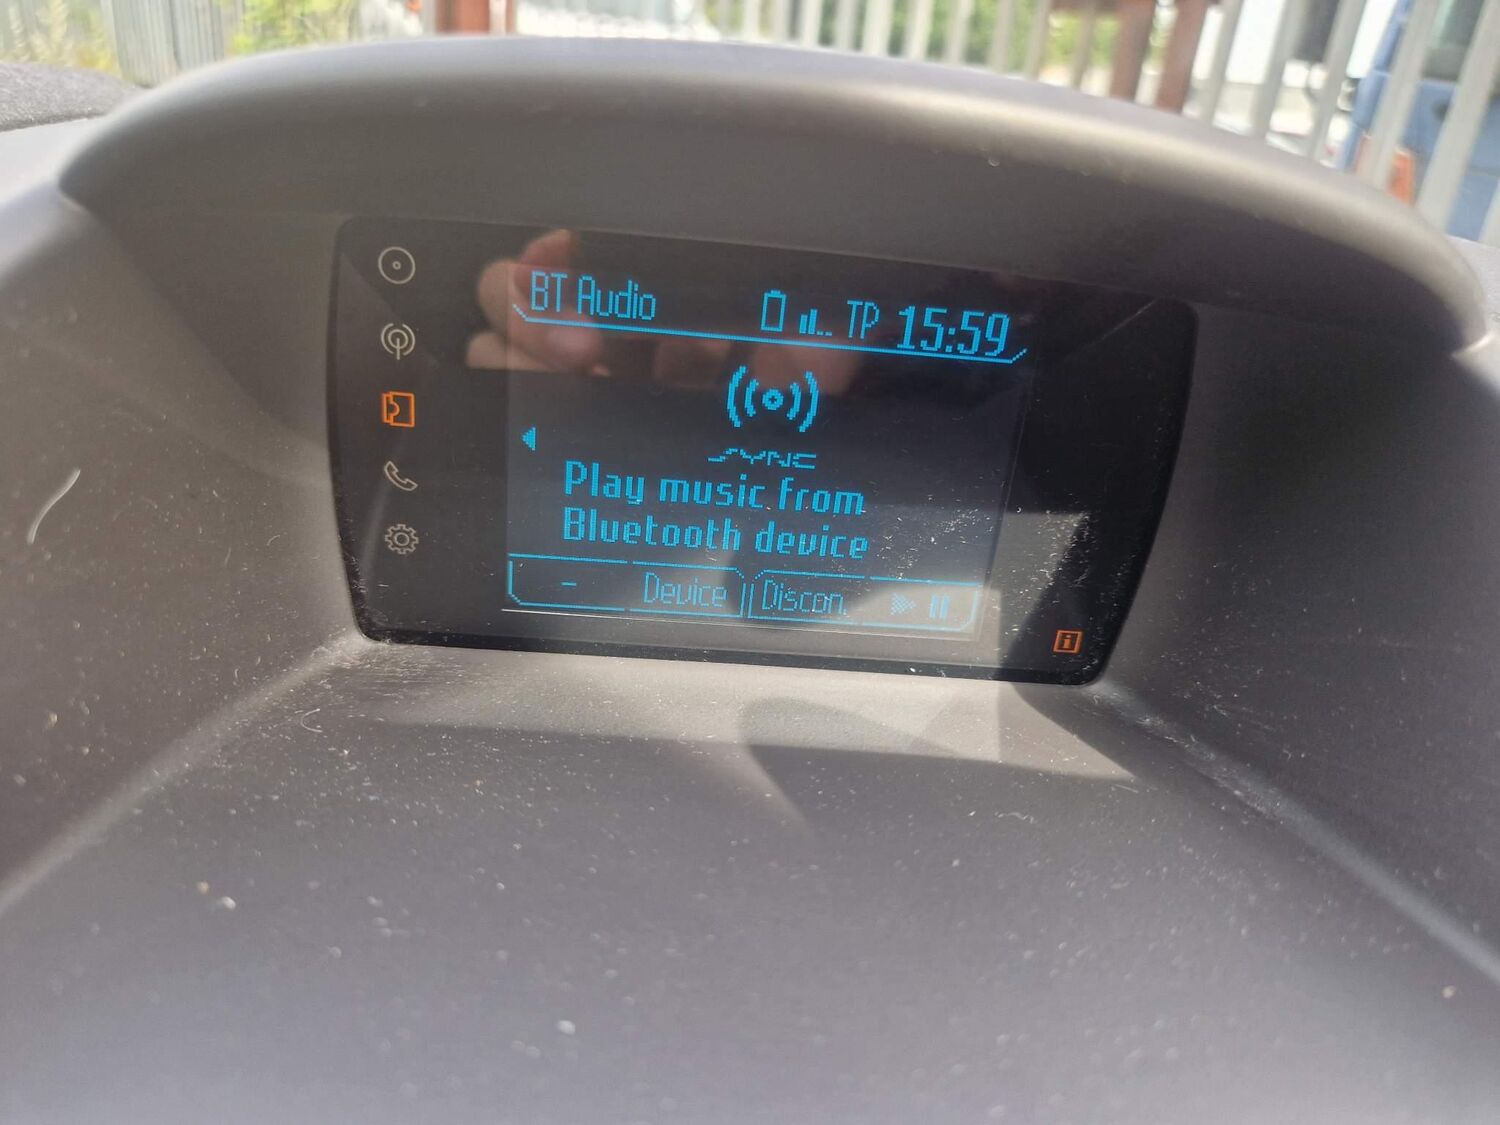 BT Audio TP 15:59
SYNC
Play music from
Bluetooth device
- Device Discon.
i